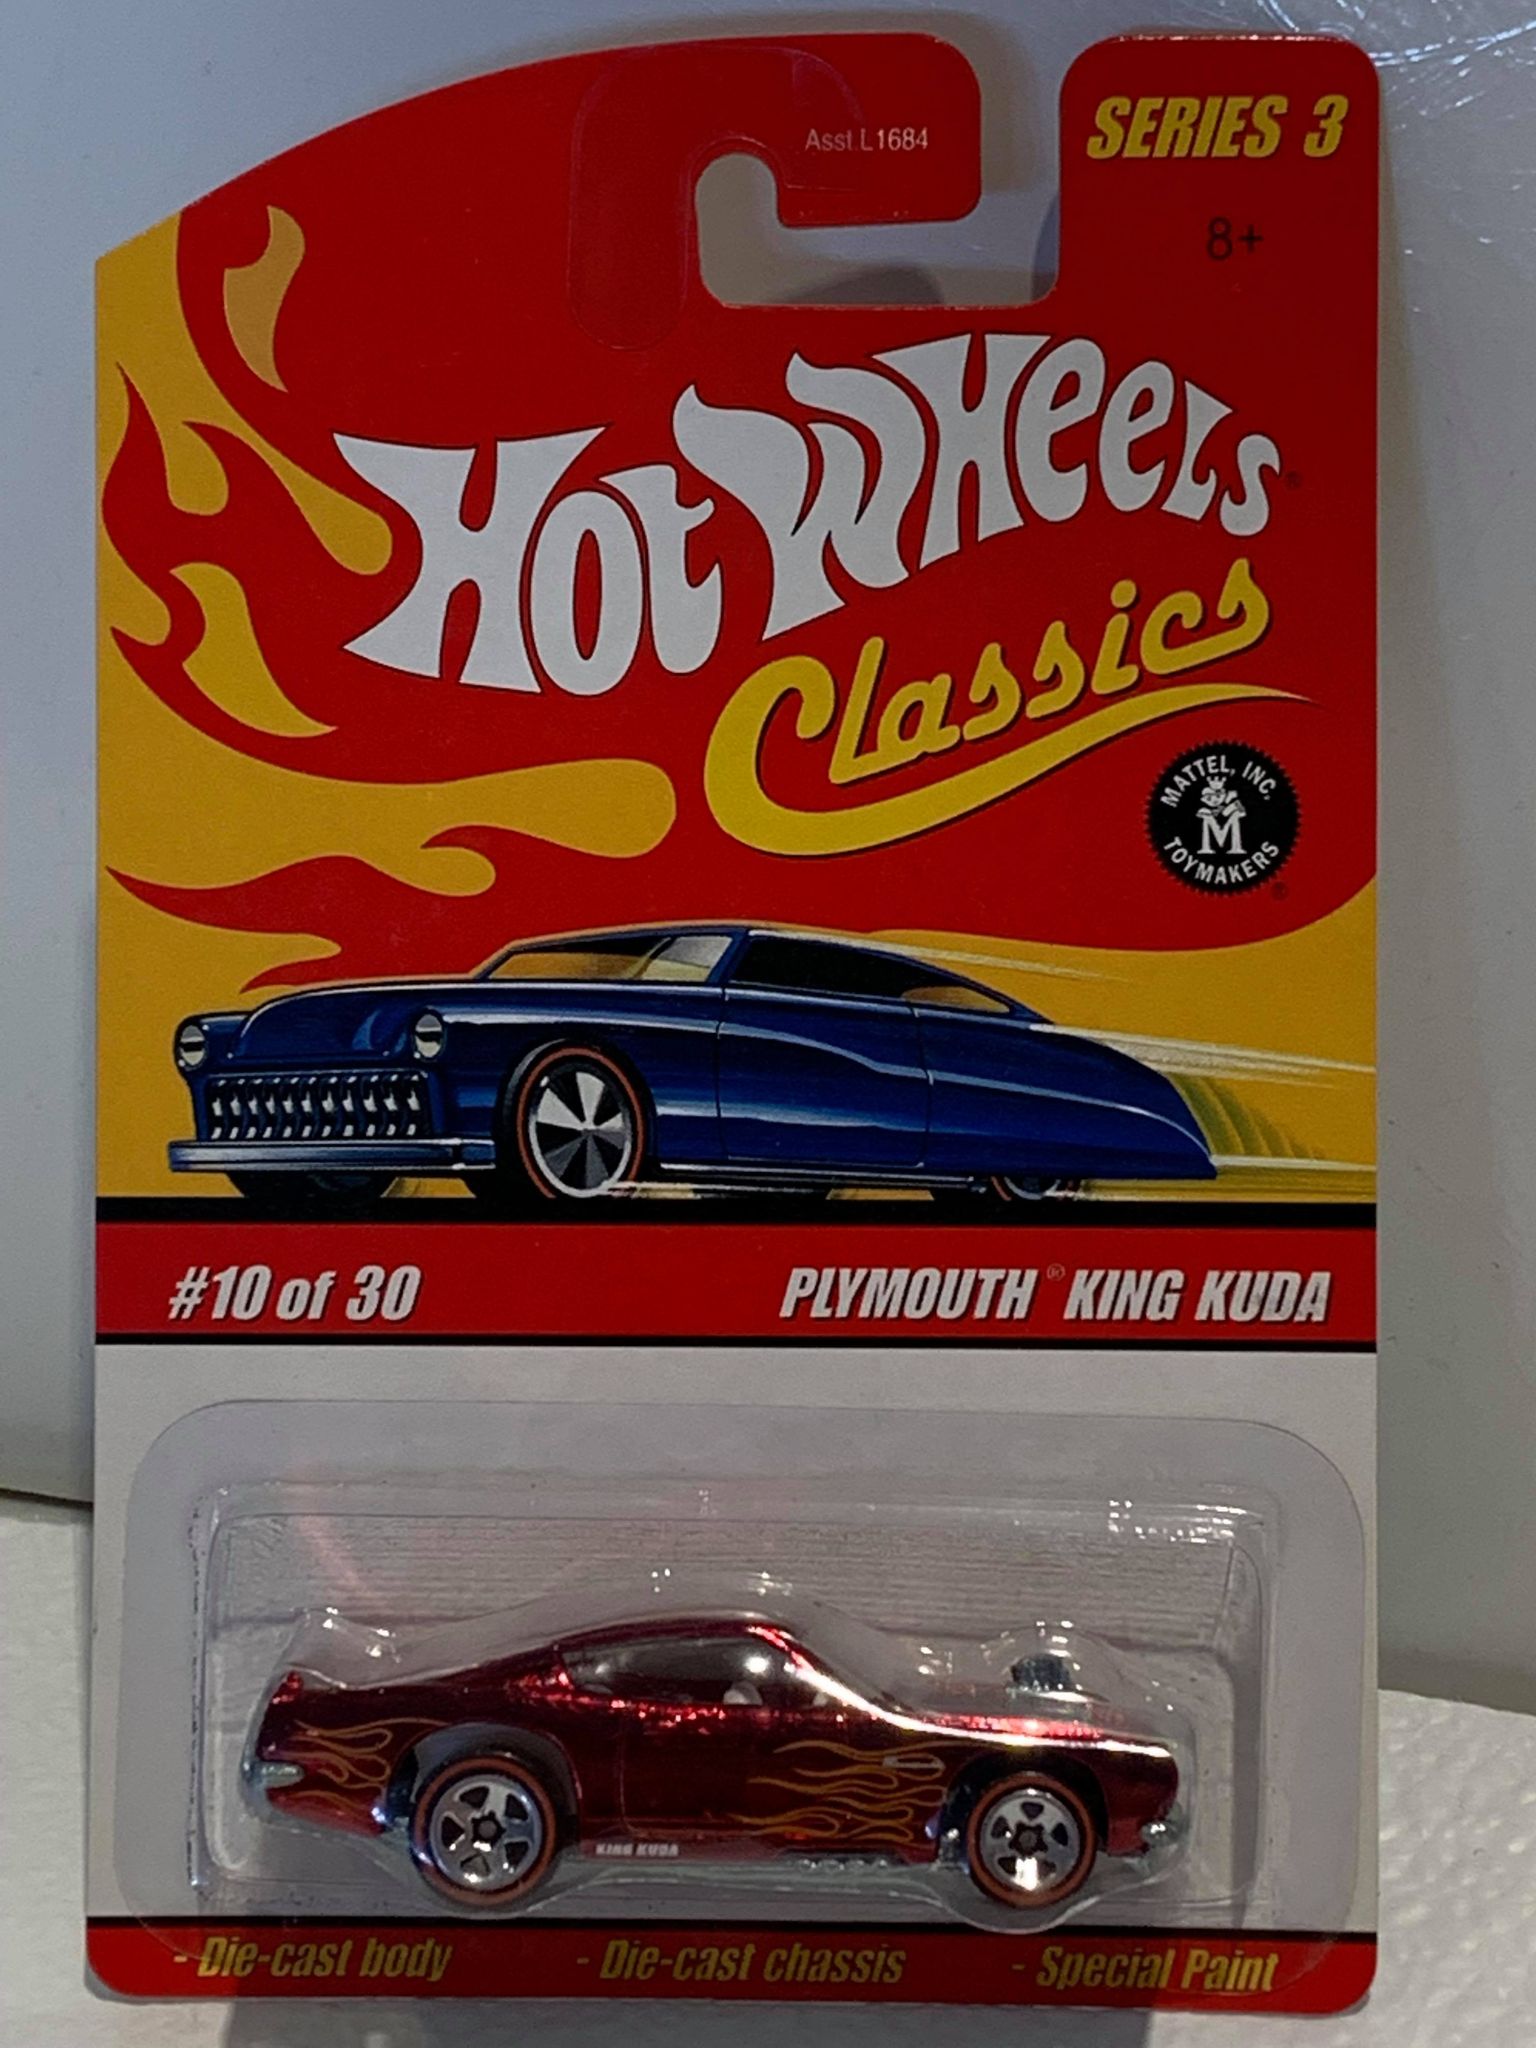 Asst.L1684
SERIES 3
8+
HOT WHEELS®
Classics
MATTEL, INC.
M
TOYMAKERS
®
#10 of 30
PLYMOUTH® KING KUDA
KING KUDA
- Die-cast body
- Die-cast chassis
- Special Paint